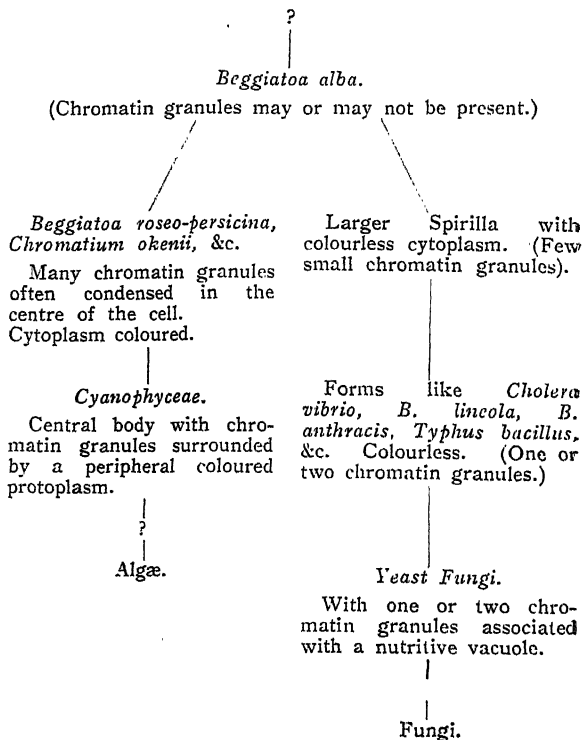 ?
Beggiatoa alba.
(Chromatin granules may or may not be present.)
Beggiatoa roseo-persicina,
Chromatium okenii, &c.
Many chromatin granules
often condensed in the
centre of the cell.
Cytoplasm coloured.
Cyanophyceae.
Central body with chro-
matin granules surrounded
by a peripheral coloured
protoplasm.
?
Algæ.
Larger Spirilla with
colourless cytoplasm. (Few
small chromatin granules).
Forms like Cholera
vibrio, B. lineola, B.
anthracis, Typhus bacillus,
&c. Colourless. (One or
two chromatin granules.)
Yeast Fungi.
With one or two chro-
matin granules associated
with a nutritive vacuole.
Fungi.